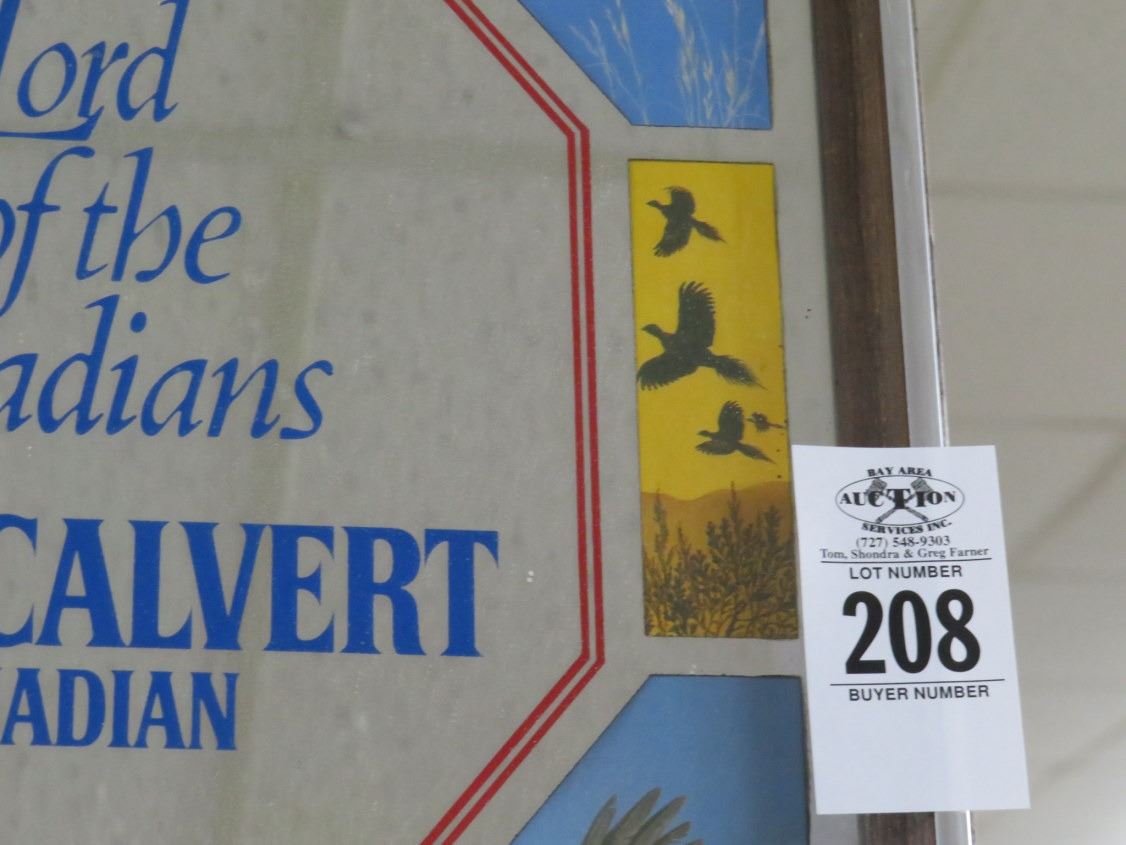 Lord
of the
adians
CALVERT
ADIAN
BAY AREA
AUCTION
SERVICES INC.
(727) 548-9303
Tom, Shondra & Greg Farner
LOT NUMBER
208
BUYER NUMBER